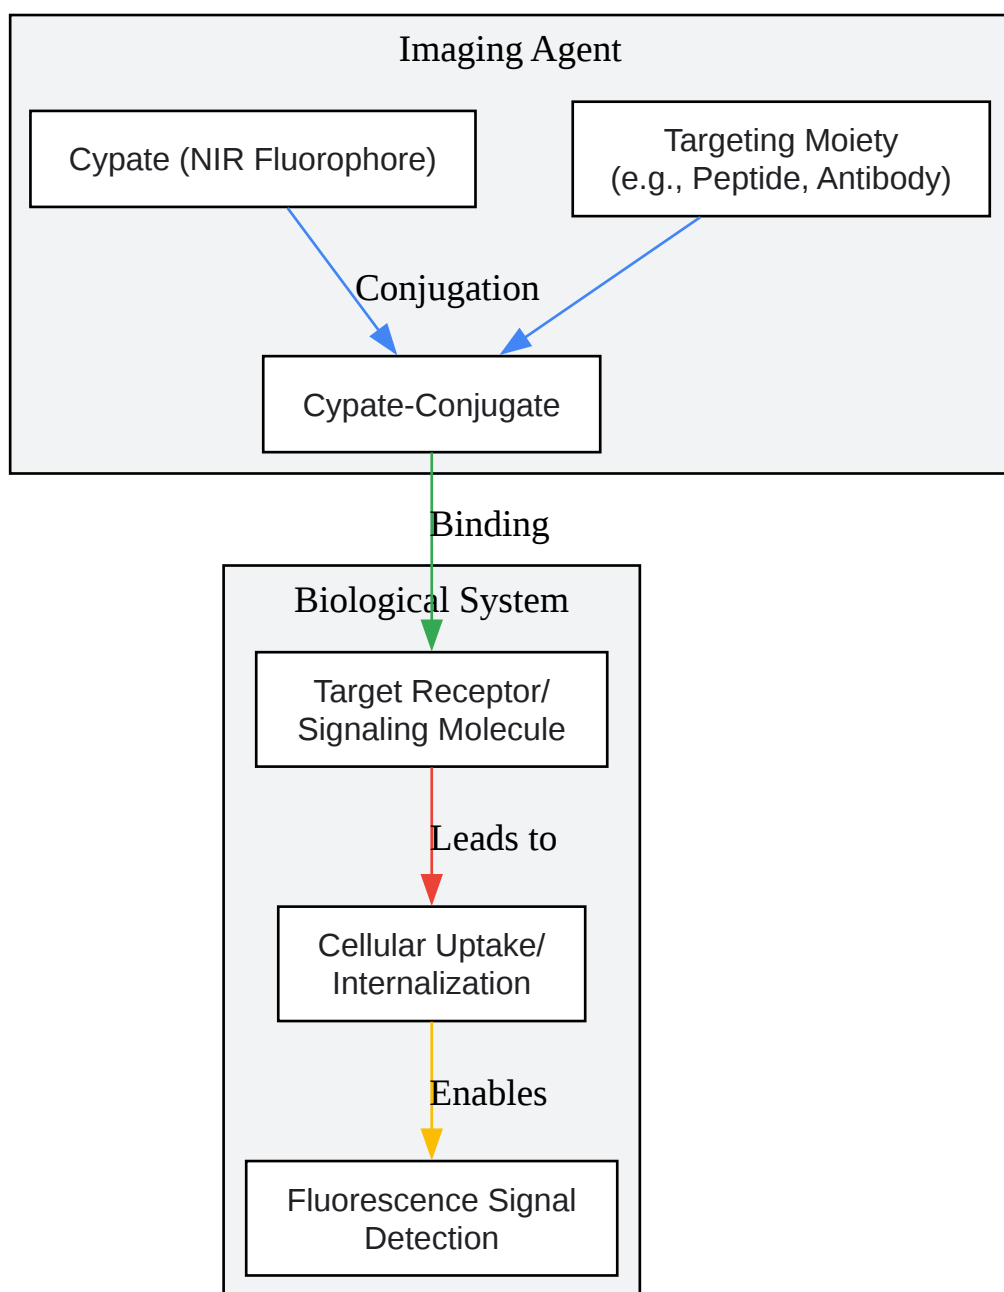 Imaging Agent
Cypate (NIR Fluorophore)
Targeting Moiety
(e.g., Peptide, Antibody)
Conjugation
Cypate-Conjugate
Binding
Biological System
Target Receptor/
Signaling Molecule
Leads to
Cellular Uptake/
Internalization
Enables
Fluorescence Signal
Detection